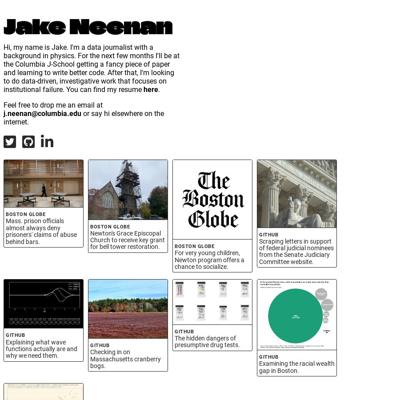 Jake Neenan
Hi, my name is Jake. I'm a data journalist with a
background in physics. For the next few months I'll be at
the Columbia J-School getting a fancy piece of paper
and learning to write better code. After that, I'm looking
to do data-driven, investigative work that focuses on
institutional failure. You can find my resume here.
Feel free to drop me an email at
j.neenan@columbia.edu or say hi elsewhere on the
internet.
BOSTON GLOBE
Mass. prison officials
almost always deny
prisoners' claims of abuse
behind bars.
BOSTON GLOBE
Newton's Grace Episcopal
Church to receive key grant
for bell tower restoration.
The
Boston
Globe
BOSTON GLOBE
For very young children,
Newton program offers a
chance to socialize.
GITHUB
Scraping letters in support
of federal judicial nominees
from the Senate Judiciary
Committee website.
GITHUB
Explaining what wave
functions actually are and
why we need them.
GITHUB
Checking in on
Massachusetts cranberry
bogs.
GITHUB
The hidden dangers of
presumptive drug tests.
GITHUB
Examining the racial wealth
gap in Boston.